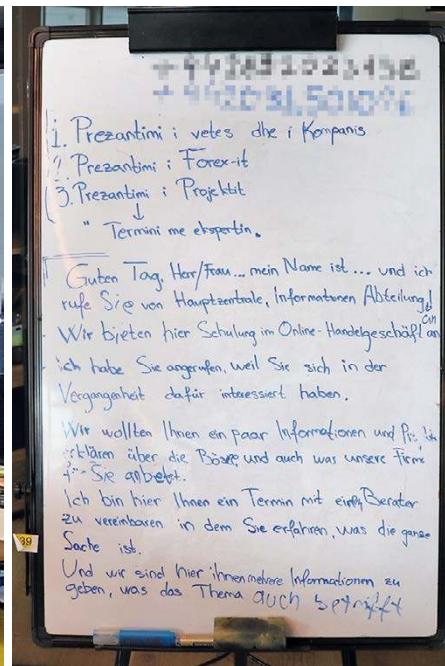 1. Prezantimi i vetes dhe i Kompanis
2. Prezantimi i Forex-it
3. Prezantimi i Projektit
↓
" Termini me ekspertin.
Guten Tag, Herr/Frau... mein Name ist... und ich
rufe Sie von Hauptzentrale, Informatonen Abteilung,
Wir bieten hier Schulung im Online-Handelgeschäft an
ich habe Sie angerufen, weil Sie sich in der
Vergangenheit dafür interessiert haben.
Wir wollten Ihnen ein paar Informationen und
erklären über die Böse, und auch was unsere Firma
Sie anbietet.
Ich bin hier Ihnen ein Termin mit Berater
zu vereinbaren in dem Sie erfahren, was die ganze
Sache ist.
Und wir sind hier ihnen mehrere Informationen zu
geben, was das Thema auch betrifft
39